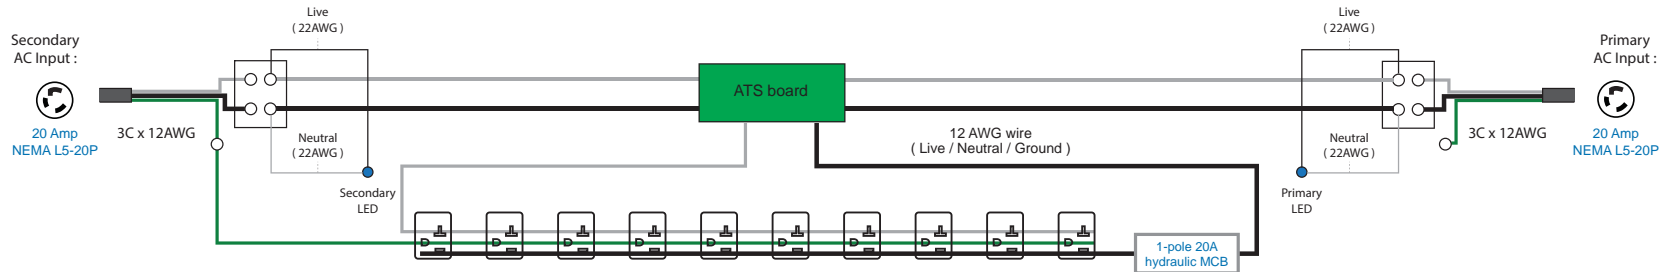 Live
( 22AWG )
Secondary
AC Input :
20 Amp
NEMA L5-20P
3C x 12AWG
Neutral
( 22AWG )
Secondary
LED
ATS board
12 AWG wire
( Live / Neutral / Ground )
1-pole 20A
hydraulic MCB
Live
( 22AWG )
Neutral
( 22AWG )
Primary
LED
3C x 12AWG
Primary
AC Input :
20 Amp
NEMA L5-20P